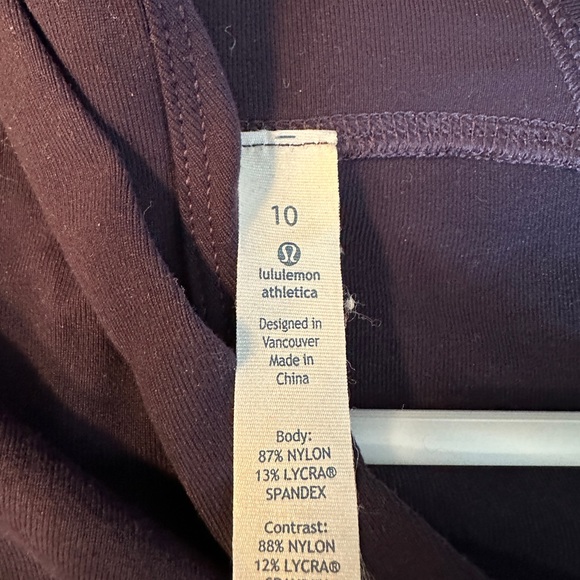 10
lululemon
athletica
Designed in
Vancouver
Made in
China
Body:
87% NYLON
13% LYCRA®
SPANDEX
Contrast:
88% NYLON
12% LYCRA®
SPANDEX